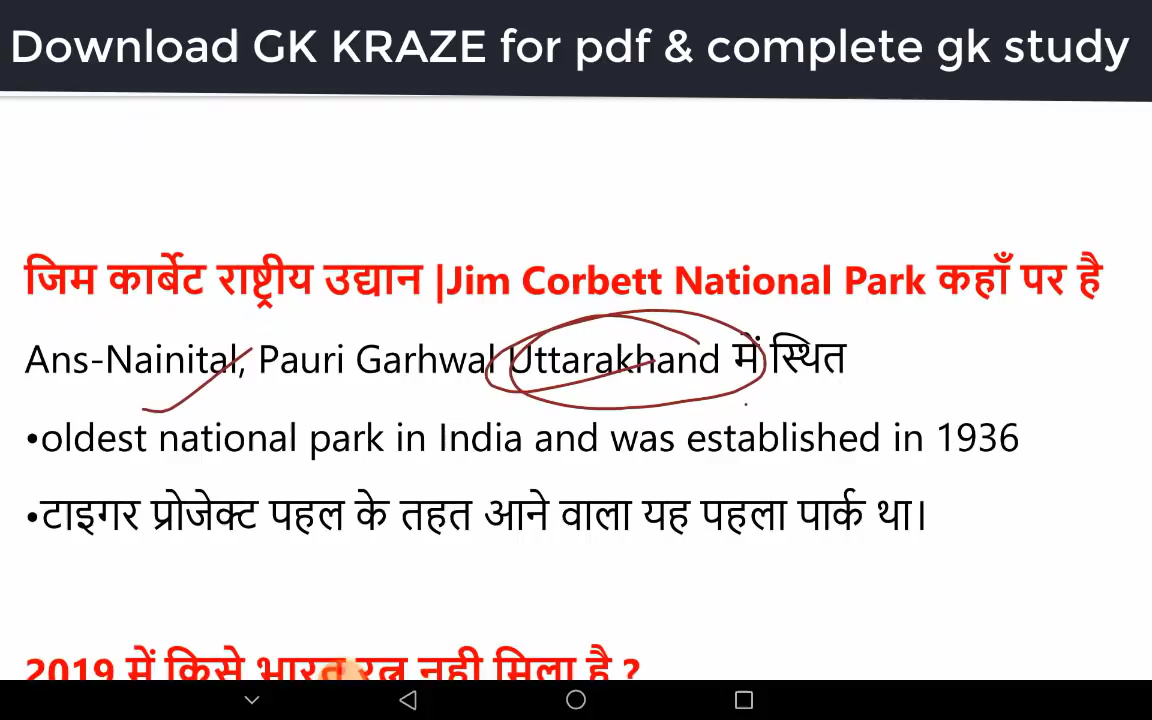 Download GK KRAZE for pdf & complete gk study
जिम कार्बेट राष्ट्रीय उद्यान |Jim Corbett National Park कहाँ पर है
Ans-Nainital, Pauri Garhwal Uttarakhand में स्थित
•oldest national park in India and was established in 1936
•टाइगर प्रोजेक्ट पहल के तहत आने वाला यह पहला पार्क था।
2019 में किसे भारत रत्न नही मिला है ?